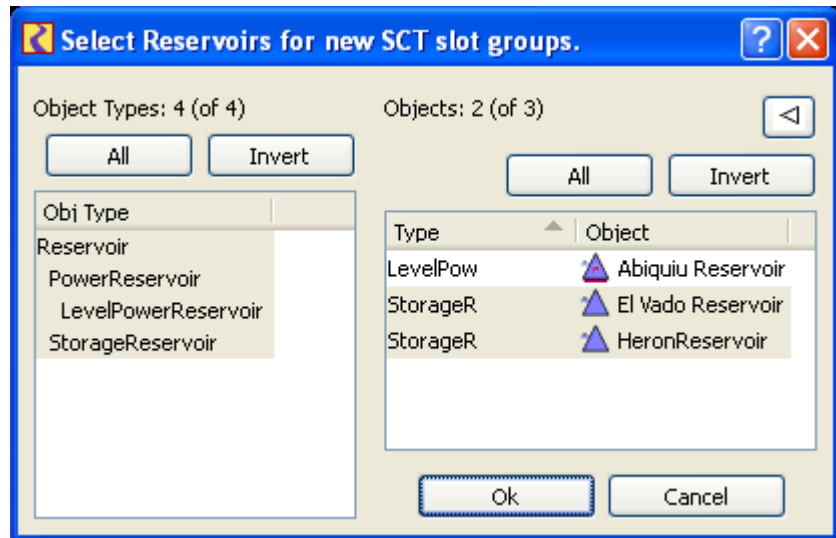 Select Reservoirs for new SCT slot groups.
Object Types: 4 (of 4)
All Invert
Obj Type
Reservoir
PowerReservoir
LevelPowerReservoir
StorageReservoir
Objects: 2 (of 3)
All Invert
Type Object
LevelPow Abiquiu Reservoir
StorageR El Vado Reservoir
StorageR HeronReservoir
Ok Cancel